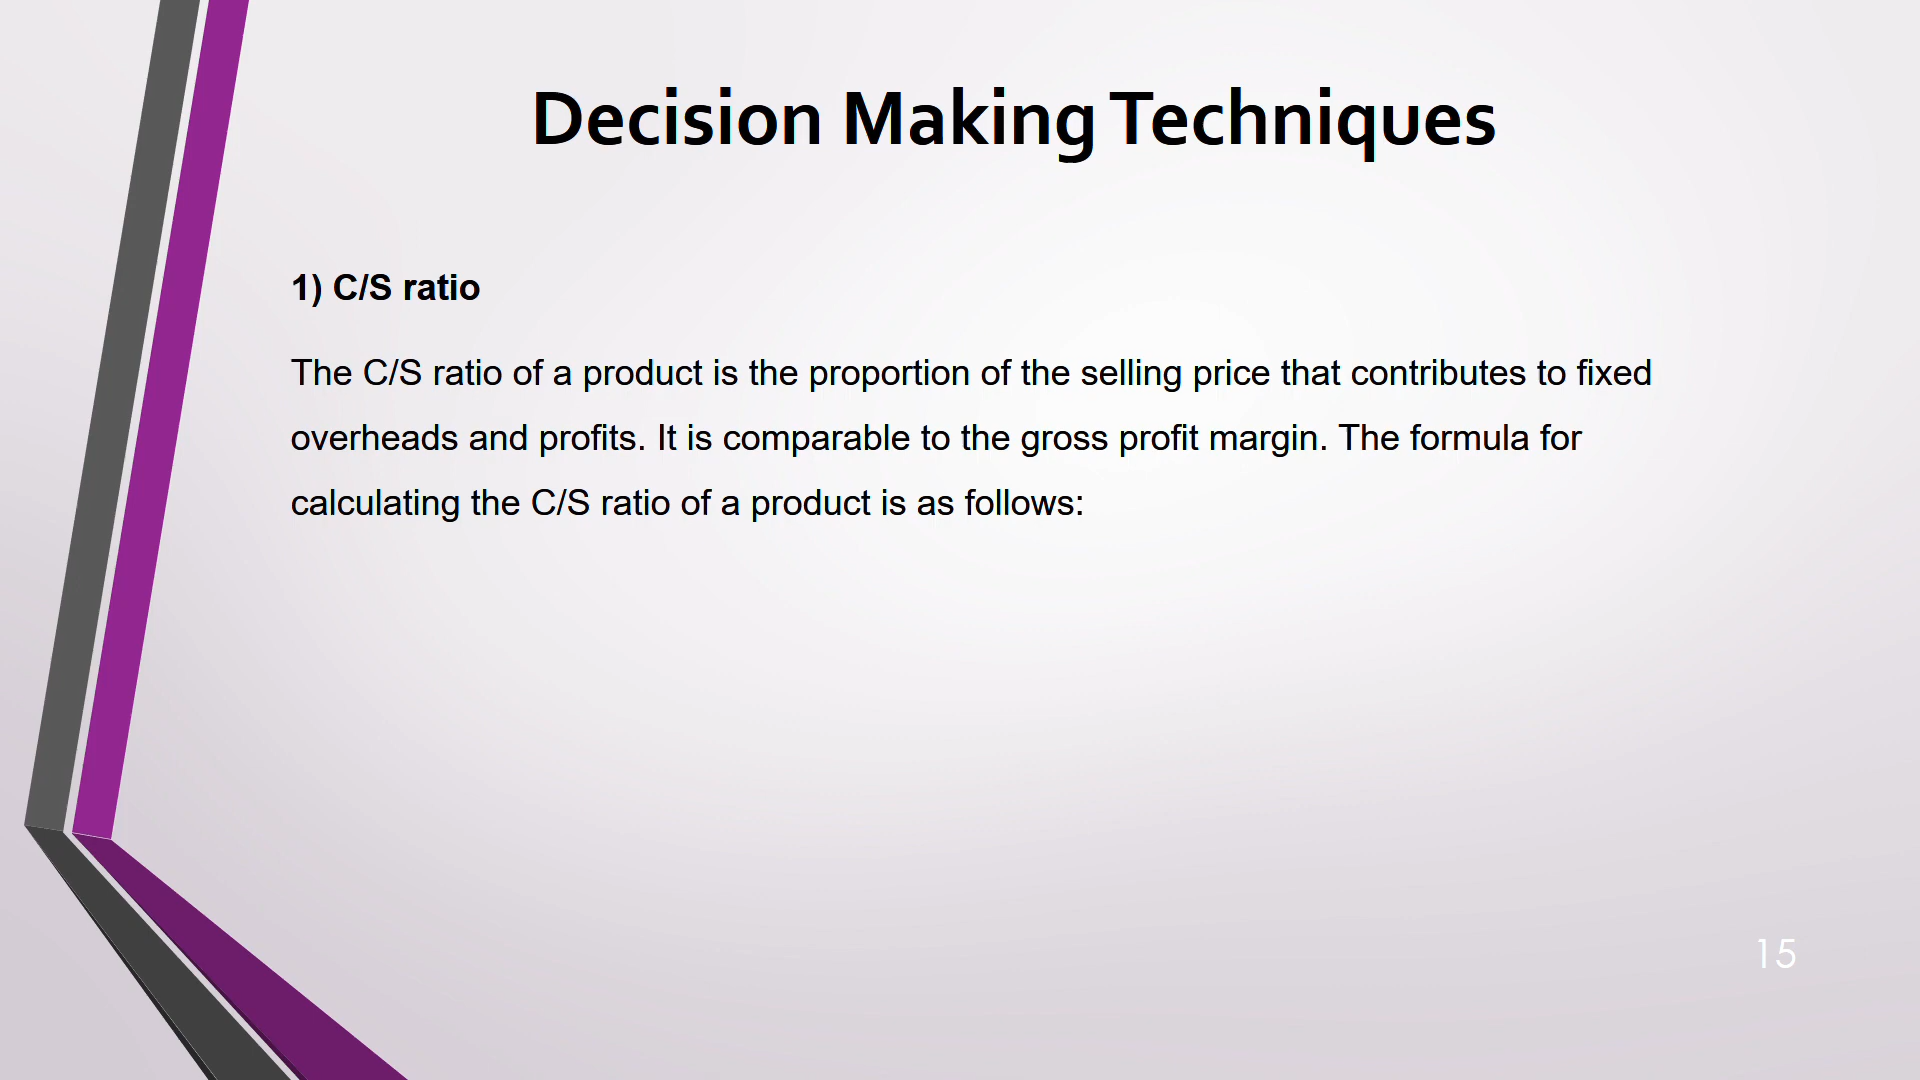 Decision Making Techniques
1) C/S ratio
The C/S ratio of a product is the proportion of the selling price that contributes to fixed
overheads and profits. It is comparable to the gross profit margin. The formula for
calculating the C/S ratio of a product is as follows:
15